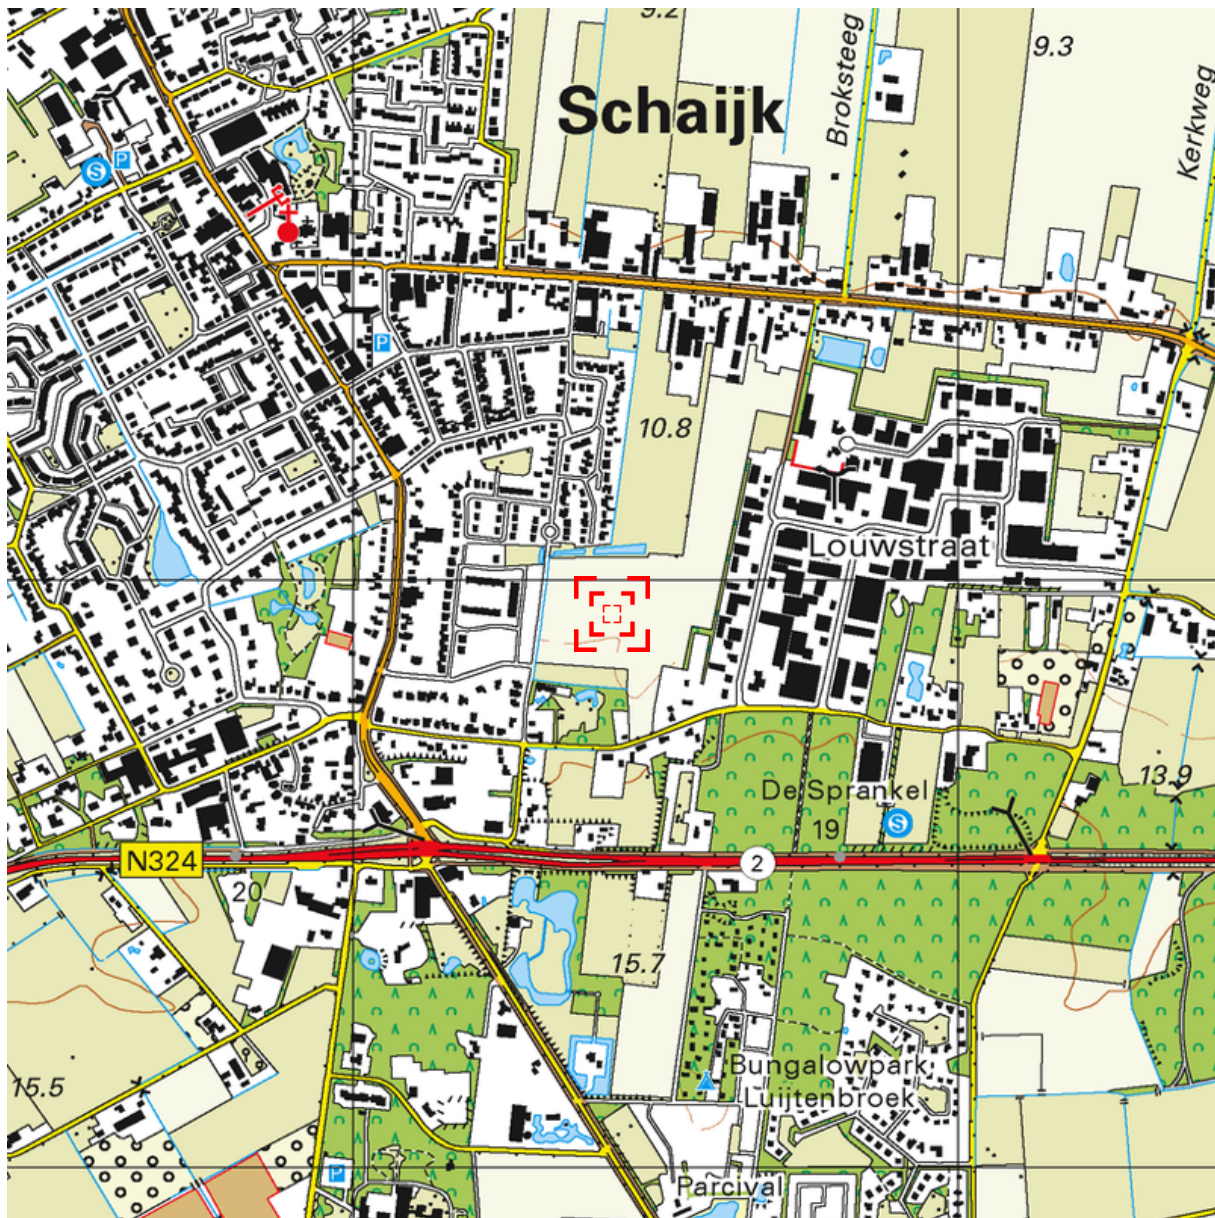 9.2
9.3
Broksteeg
Kerkweg
Schaijk
P
S
P
10.8
Louwstraat
13.9
De Sprankel
19
S
N324
2
20
15.7
15.5
Bungalowpark
Luijtenbroek
P
Parcival